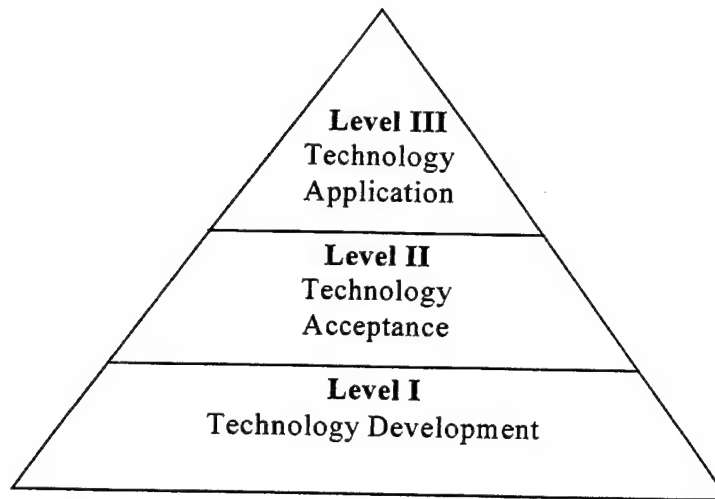 Level III
Technology
Application
Level II
Technology
Acceptance
Level I
Technology Development